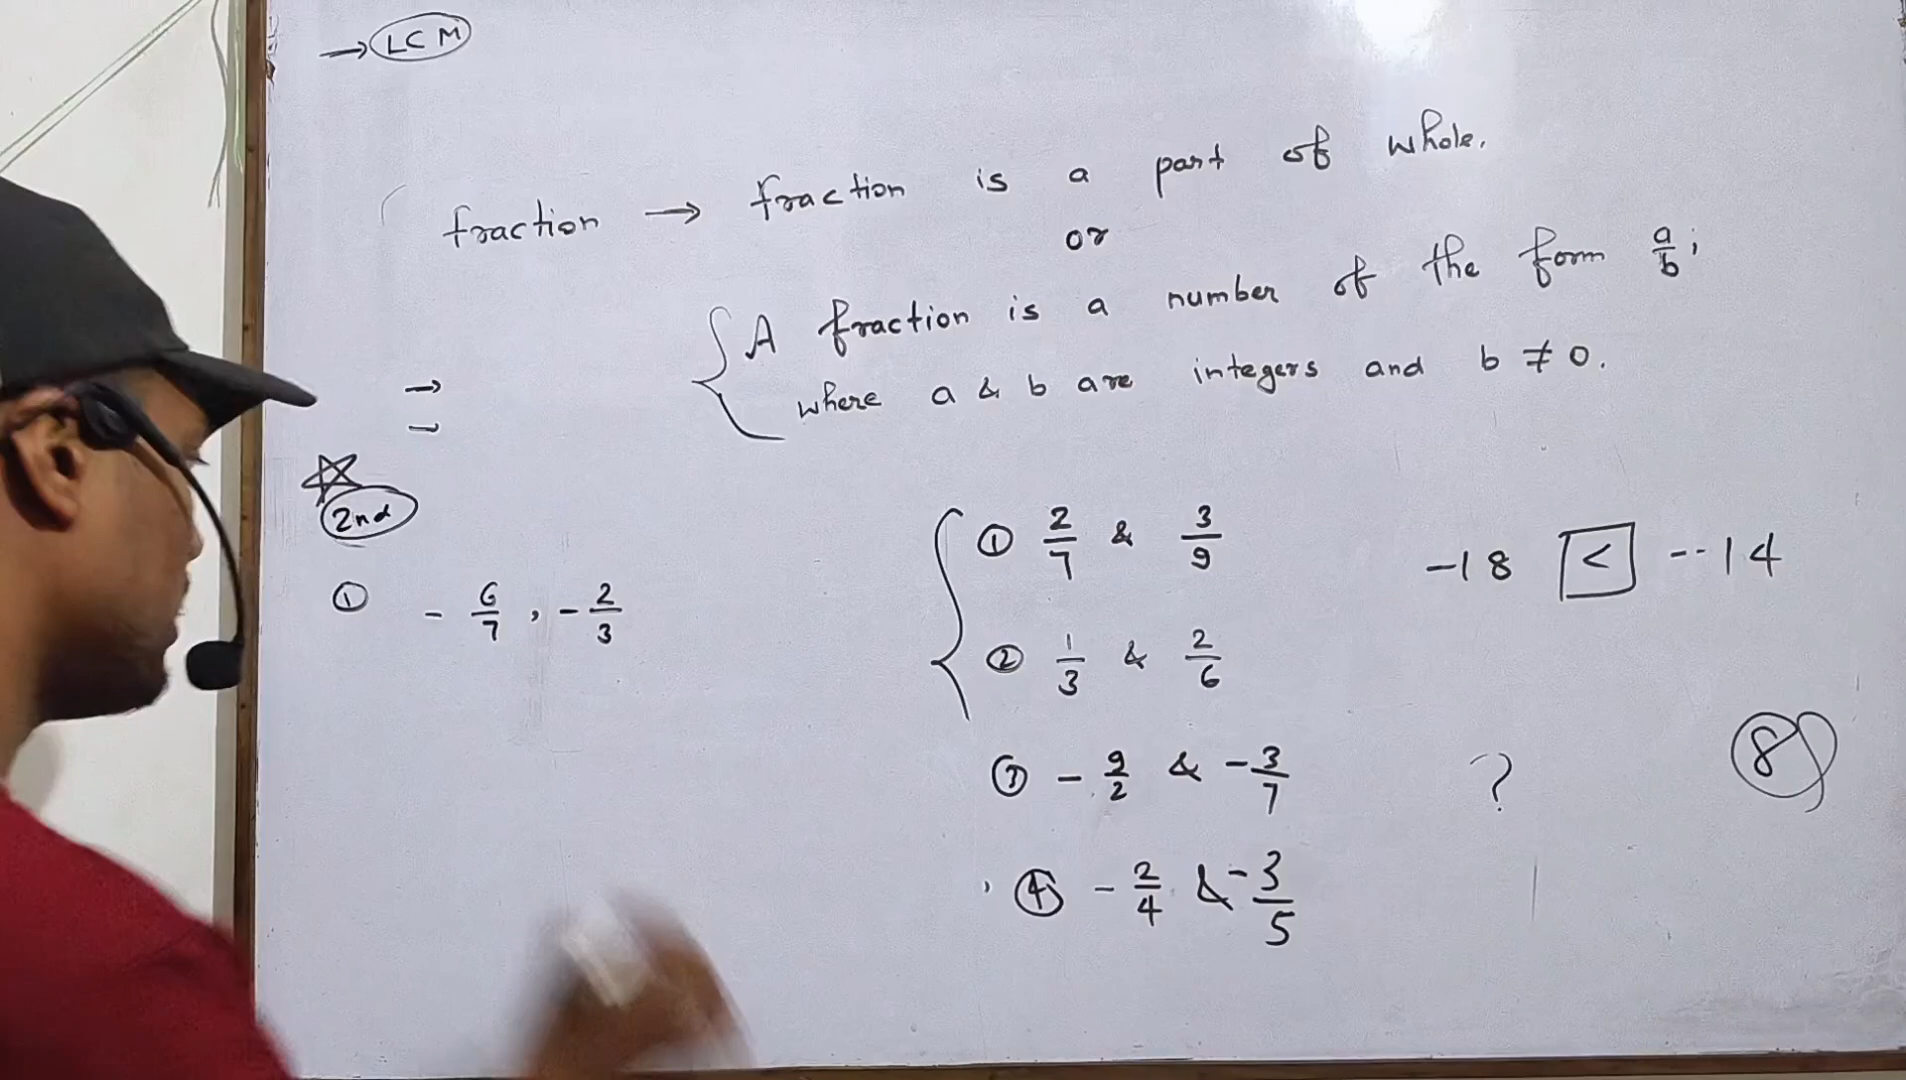 → LCM
fraction → fraction is a part of whole.
or
A fraction is a number of the form a/b;
where a & b are integers and b ≠ 0.
→
→
2nd
① - 6/7 , - 2/3
① 2/7 & 3/9
-18 < --14
② 1/3 & 2/6
③ - 9/2 & - 3/7 ?
8
④ - 2/4 & - 3/5